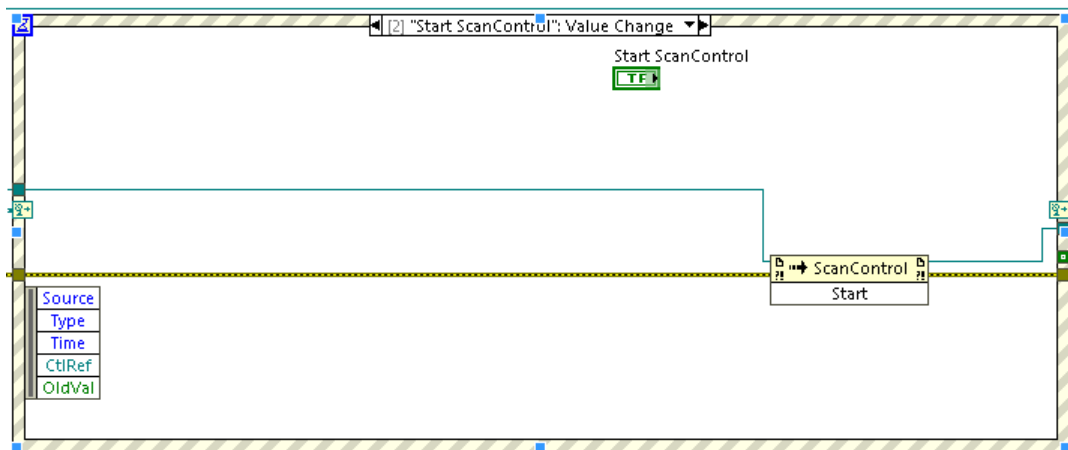 [2] "Start ScanControl": Value Change
Start ScanControl
TF
ScanControl
Start
Source
Type
Time
CtlRef
OldVal